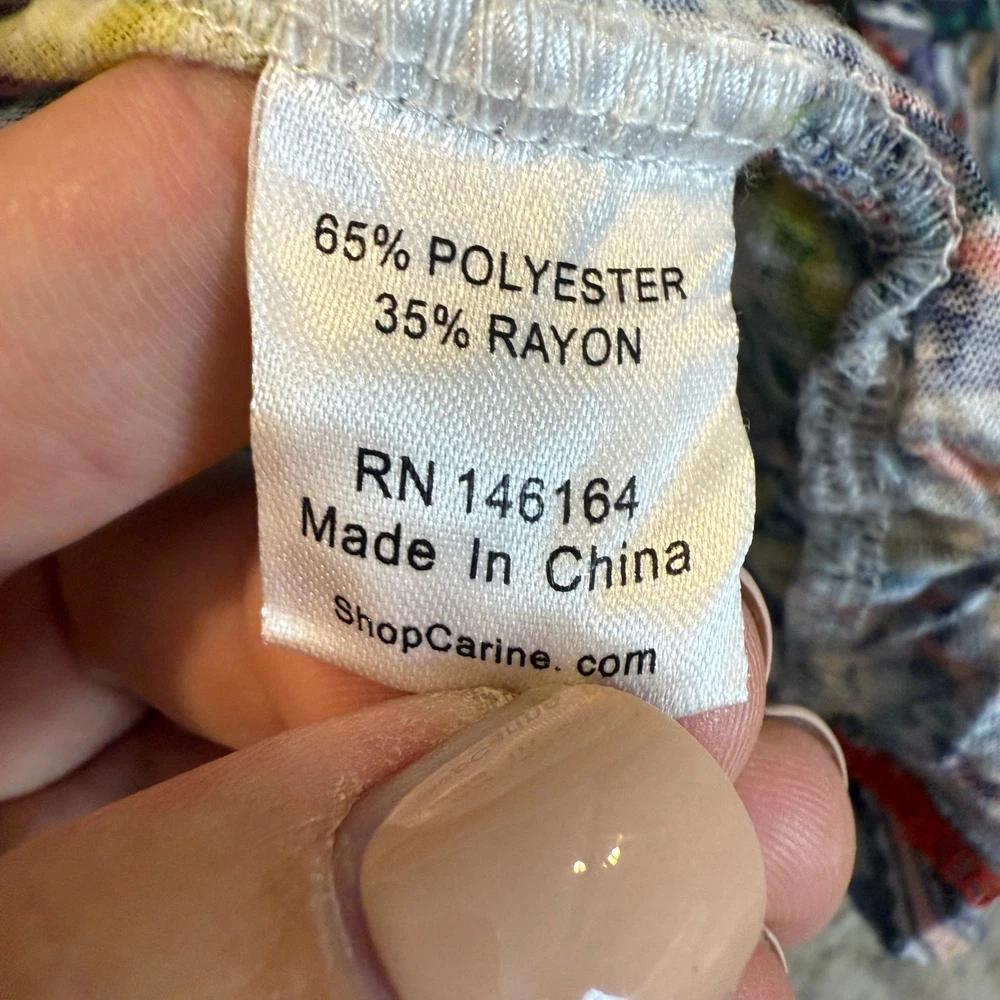 65% POLYESTER
35% RAYON
RN 146164
Made In China
ShopCarine. com